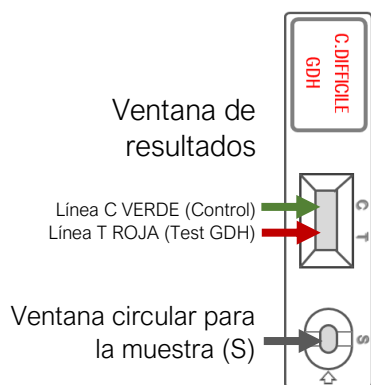 C.DIFFICILE
GDH
Ventana de
resultados
Línea C VERDE (Control)
Línea T ROJA (Test GDH)
C
T
Ventana circular para
la muestra (S)
S